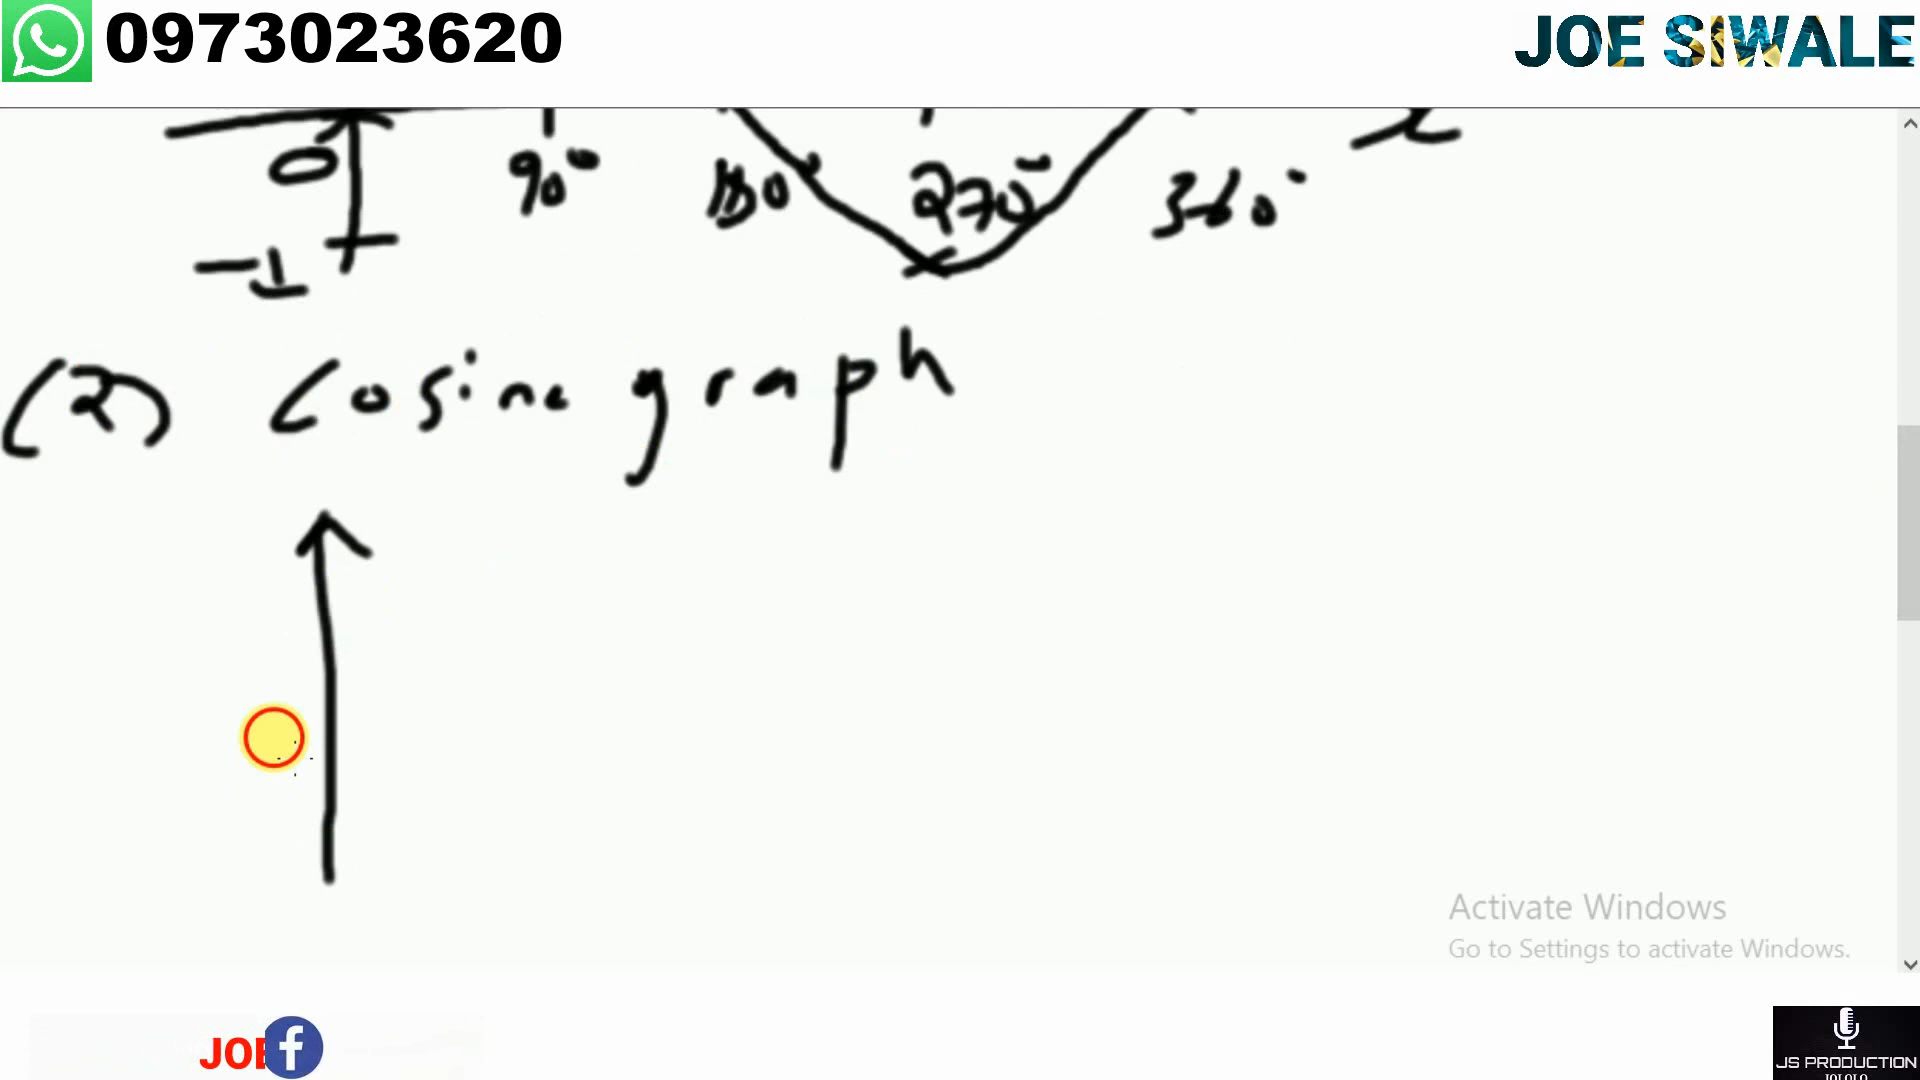 0973023620
JOE SIWALE
0 90° 180° 270° 360° x
-1
(2) Cosine graph
Activate Windows
Go to Settings to activate Windows.
JOE
JS PRODUCTION